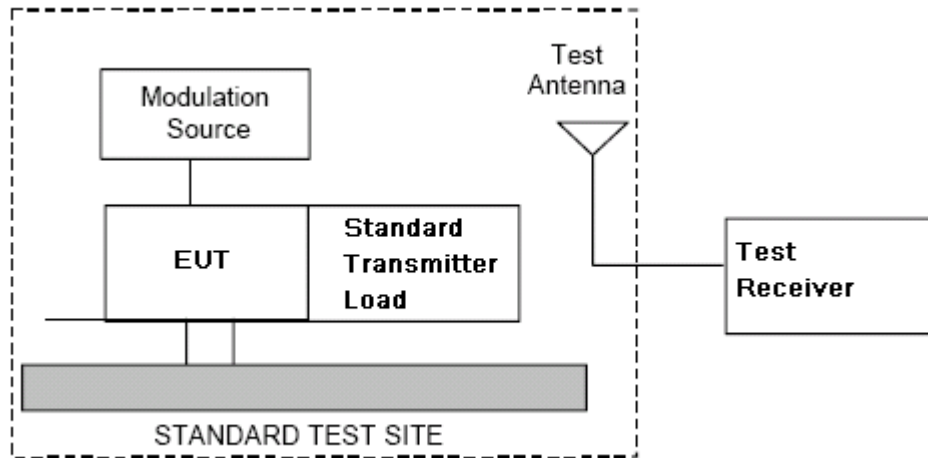 Test
Antenna
Modulation
Source
EUT
Standard
Transmitter
Load
Test
Receiver
STANDARD TEST SITE